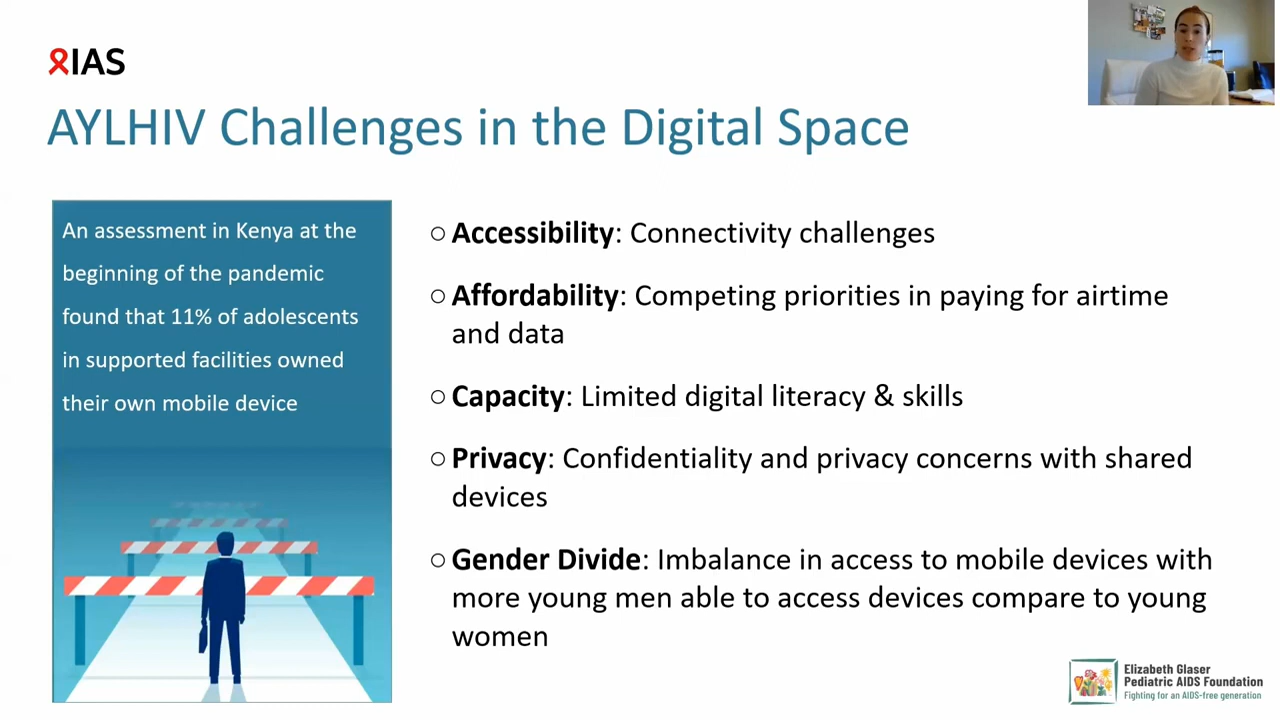 IAS
AYLHIV Challenges in the Digital Space
An assessment in Kenya at the
beginning of the pandemic
found that 11% of adolescents
in supported facilities owned
their own mobile device
○ Accessibility: Connectivity challenges
○ Affordability: Competing priorities in paying for airtime
and data
○ Capacity: Limited digital literacy & skills
○ Privacy: Confidentiality and privacy concerns with shared
devices
○ Gender Divide: Imbalance in access to mobile devices with
more young men able to access devices compare to young
women
Elizabeth Glaser
Pediatric AIDS Foundation
Fighting for an AIDS-free generation